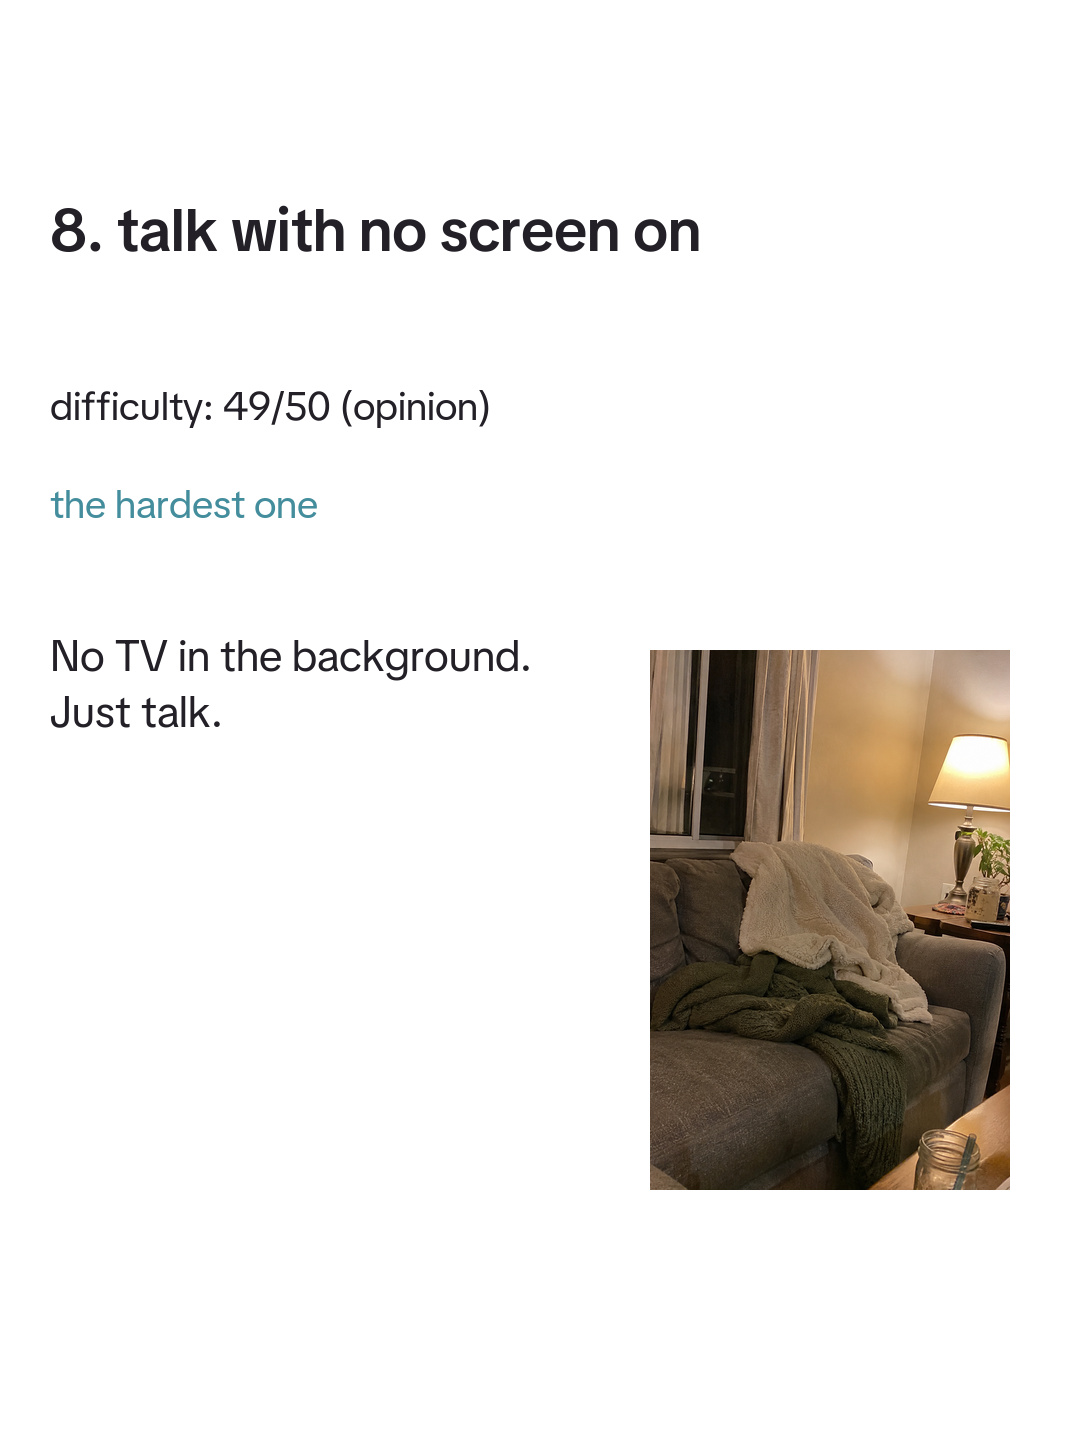 8. talk with no screen on
difficulty: 49/50 (opinion)
the hardest one
No TV in the background.
Just talk.